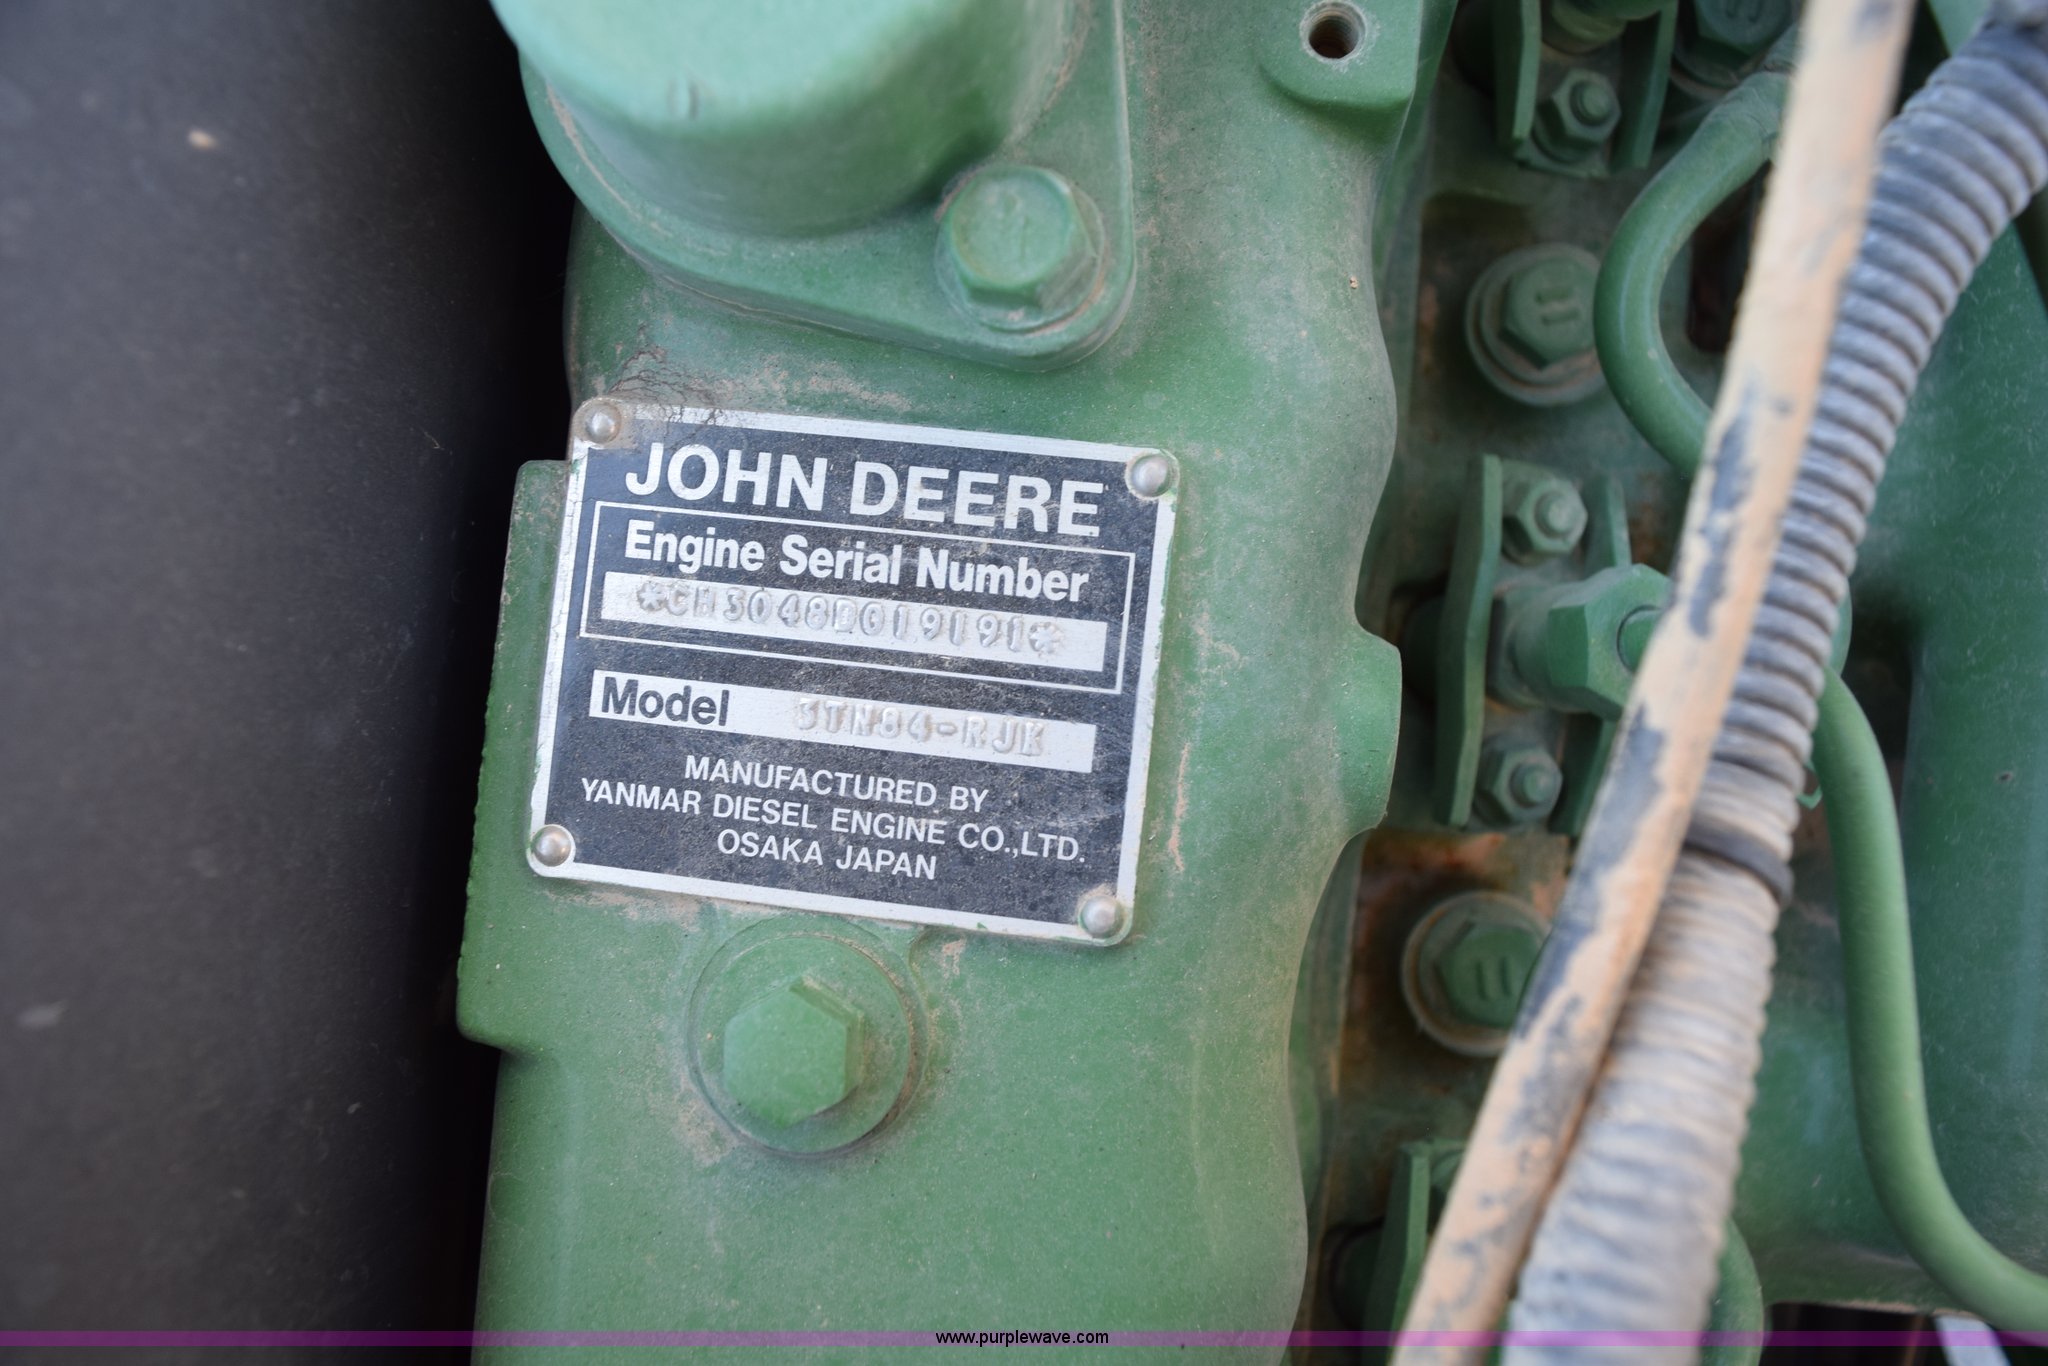 JOHN DEERE
Engine Serial Number
*CH3048D019191*
Model 3TN84-RJK
MANUFACTURED BY
YANMAR DIESEL ENGINE CO.,LTD.
OSAKA JAPAN
www.purplewave.com